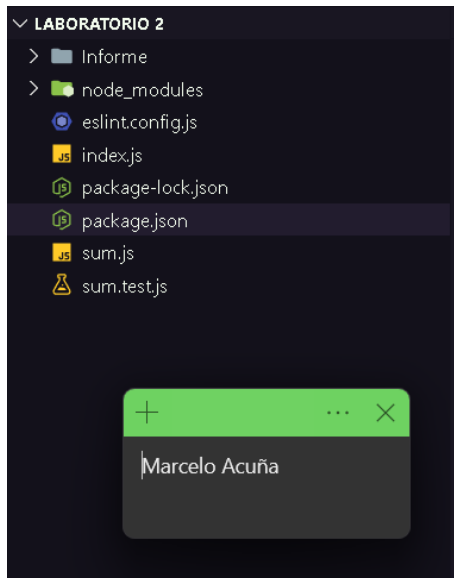 LABORATORIO 2
Informe
node_modules
eslint.config.js
index.js
package-lock.json
package.json
sum.js
sum.test.js
Marcelo Acuña